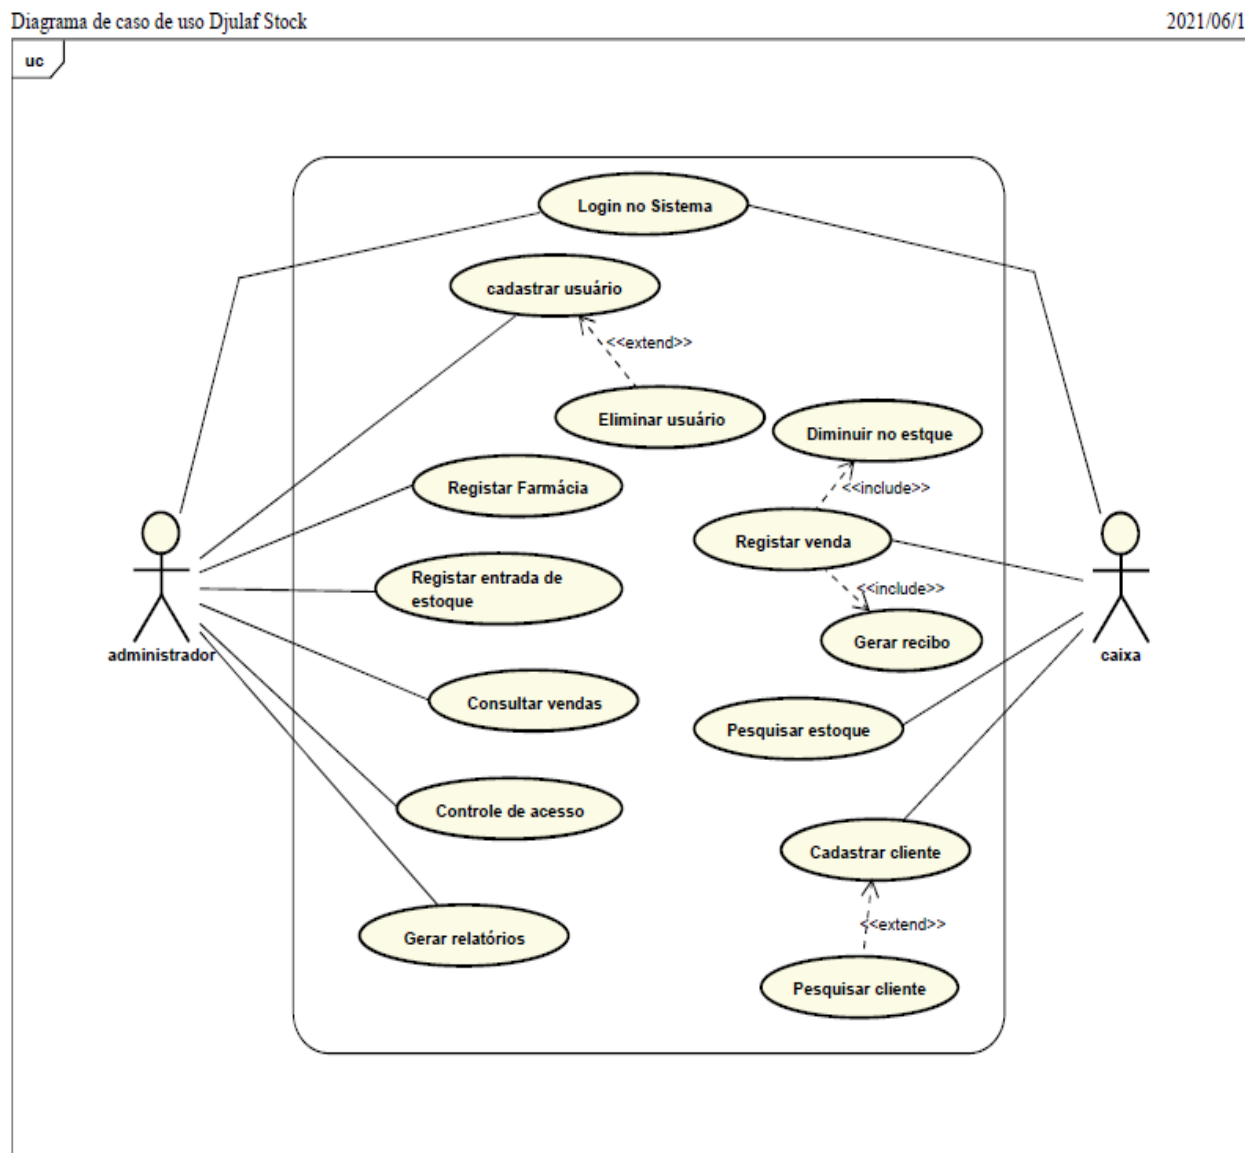 Diagrama de caso de uso Djulaf Stock
2021/06/1
uc
Login no Sistema
cadastrar usuário
<<extend>>
Eliminar usuário
Diminuir no estque
<<include>>
Registar Farmácia
Registar venda
Registar entrada de
estoque
<<include>>
Gerar recibo
administrador
caixa
Consultar vendas
Pesquisar estoque
Controle de acesso
Cadastrar cliente
<<extend>>
Gerar relatórios
Pesquisar cliente